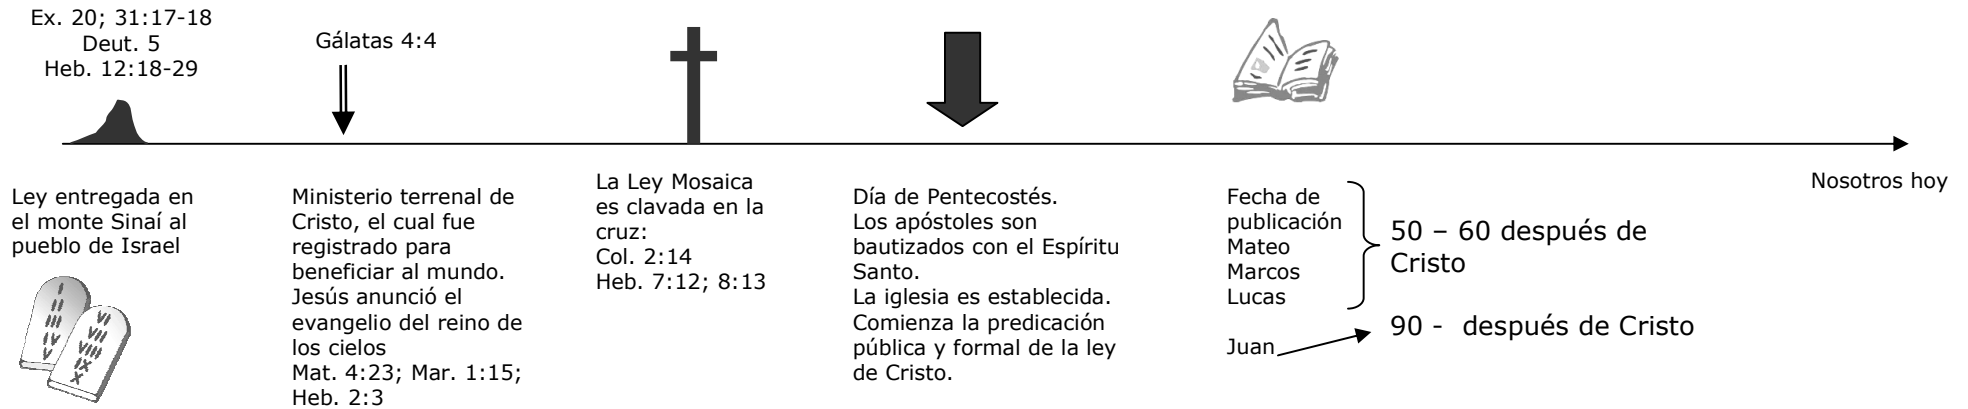 Ex. 20; 31:17-18
Deut. 5
Heb. 12:18-29
Gálatas 4:4
Ley entregada en
el monte Sinaí al
pueblo de Israel
I
II
III
IV
V
VI
VII
VIII
IX
X
Ministerio terrenal de
Cristo, el cual fue
registrado para
beneficiar al mundo.
Jesús anunció el
evangelio del reino de
los cielos
Mat. 4:23; Mar. 1:15;
Heb. 2:3
La Ley Mosaica
es clavada en la
cruz:
Col. 2:14
Heb. 7:12; 8:13
Día de Pentecostés.
Los apóstoles son
bautizados con el Espíritu
Santo.
La iglesia es establecida.
Comienza la predicación
pública y formal de la ley
de Cristo.
Fecha de
publicación
Mateo
Marcos
Lucas
50 – 60 después de
Cristo
Juan
90 -  después de Cristo
Nosotros hoy